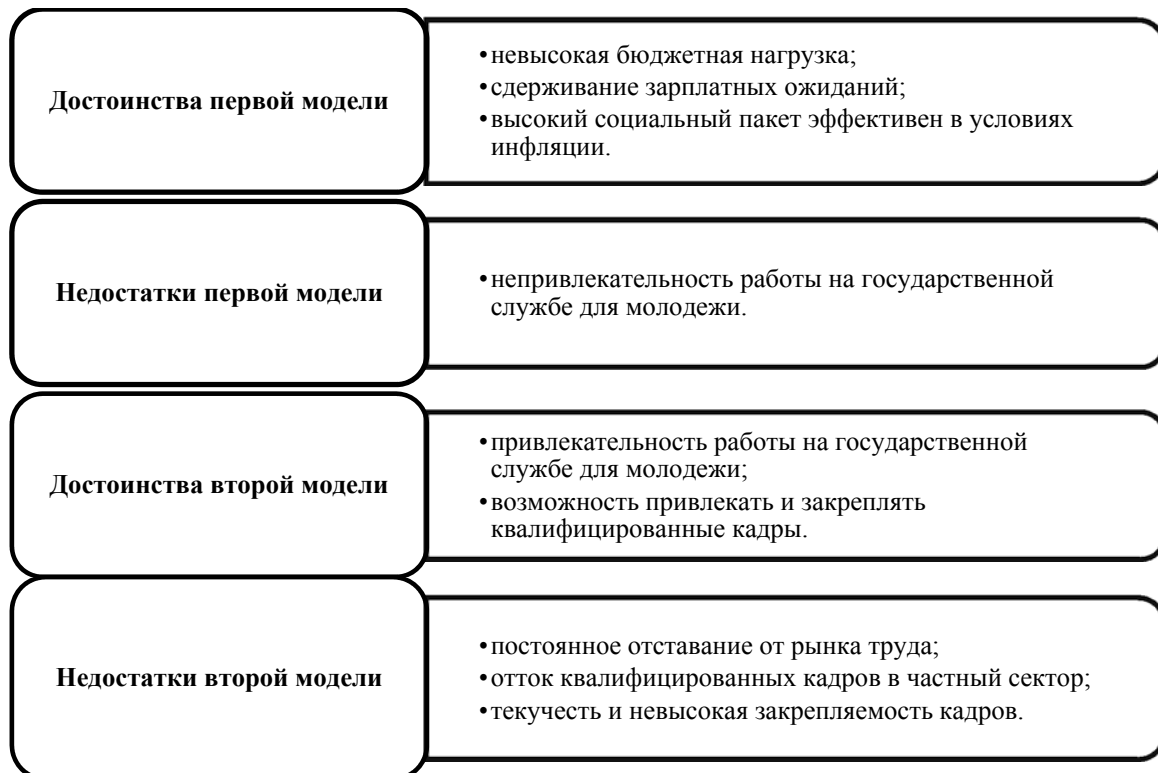 Достоинства первой модели
•невысокая бюджетная нагрузка;
•сдерживание зарплатных ожиданий;
•высокий социальный пакет эффективен в условиях
инфляции.
Недостатки первой модели
•непривлекательность работы на государственной
службе для молодежи.
Достоинства второй модели
•привлекательность работы на государственной
службе для молодежи;
•возможность привлекать и закреплять
квалифицированные кадры.
Недостатки второй модели
•постоянное отставание от рынка труда;
•отток квалифицированных кадров в частный сектор;
•текучесть и невысокая закрепляемость кадров.